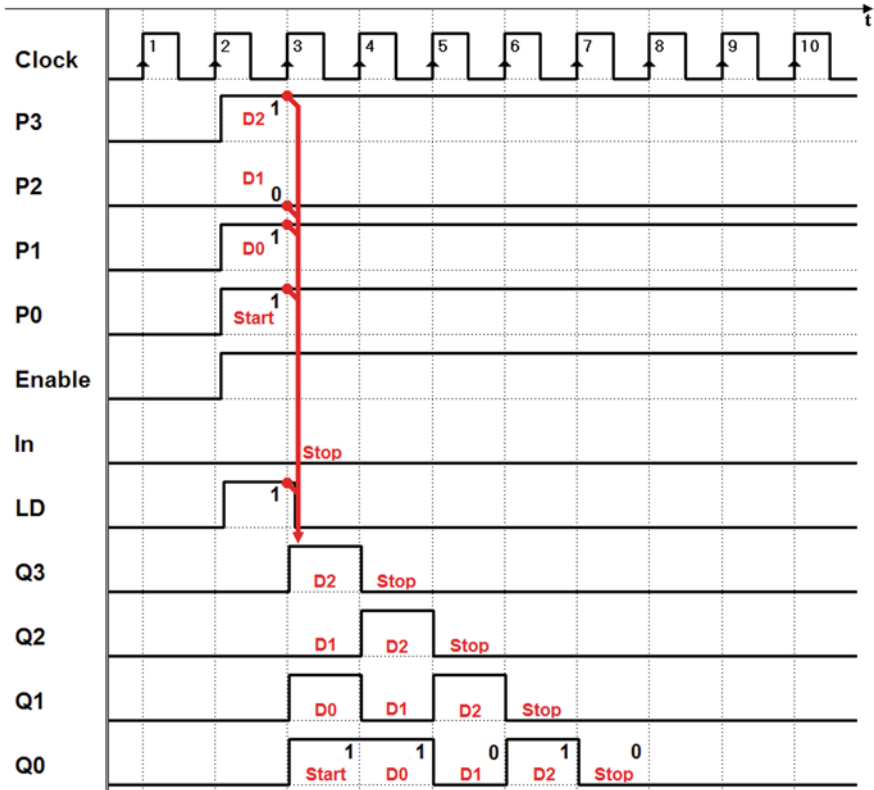 t
Clock 1 2 3 4 5 6 7 8 9 10
P3 D2 1
P2 D1 0
P1 D0 1
P0 Start 1
Enable
In Stop
LD 1
Q3 D2 Stop
Q2 D1 D2 Stop
Q1 D0 D1 D2 Stop
Q0 1 1 0 1 0
Start D0 D1 D2 Stop